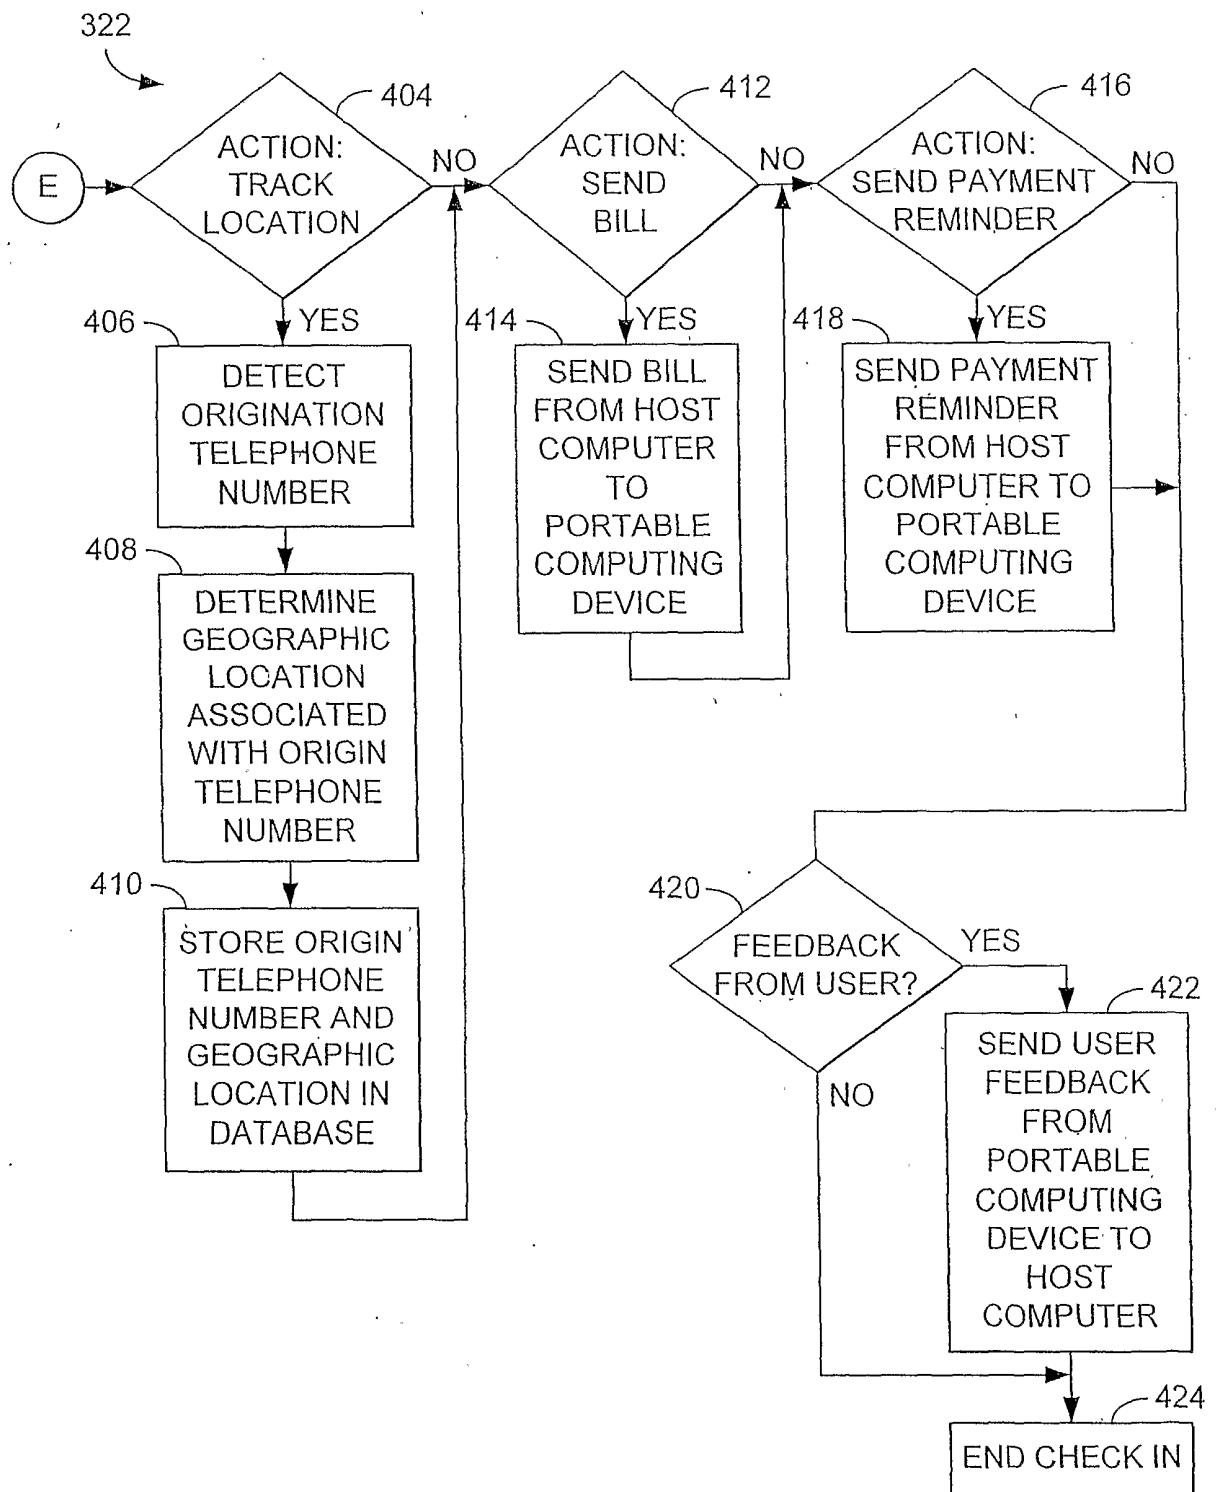 322
E
404
ACTION:
TRACK
LOCATION
NO
YES
406
DETECT
ORIGINATION
TELEPHONE
NUMBER
408
DETERMINE
GEOGRAPHIC
LOCATION
ASSOCIATED
WITH ORIGIN
TELEPHONE
NUMBER
410
STORE ORIGIN
TELEPHONE
NUMBER AND
GEOGRAPHIC
LOCATION IN
DATABASE
412
ACTION:
SEND
BILL
NO
YES
414
SEND BILL
FROM HOST
COMPUTER
TO
PORTABLE
COMPUTING
DEVICE
416
ACTION:
SEND PAYMENT
REMINDER
NO
YES
418
SEND PAYMENT
REMINDER
FROM HOST
COMPUTER TO
PORTABLE
COMPUTING
DEVICE
420
FEEDBACK
FROM USER?
YES
NO
422
SEND USER
FEEDBACK
FROM
PORTABLE
COMPUTING
DEVICE TO
HOST
COMPUTER
424
END CHECK IN